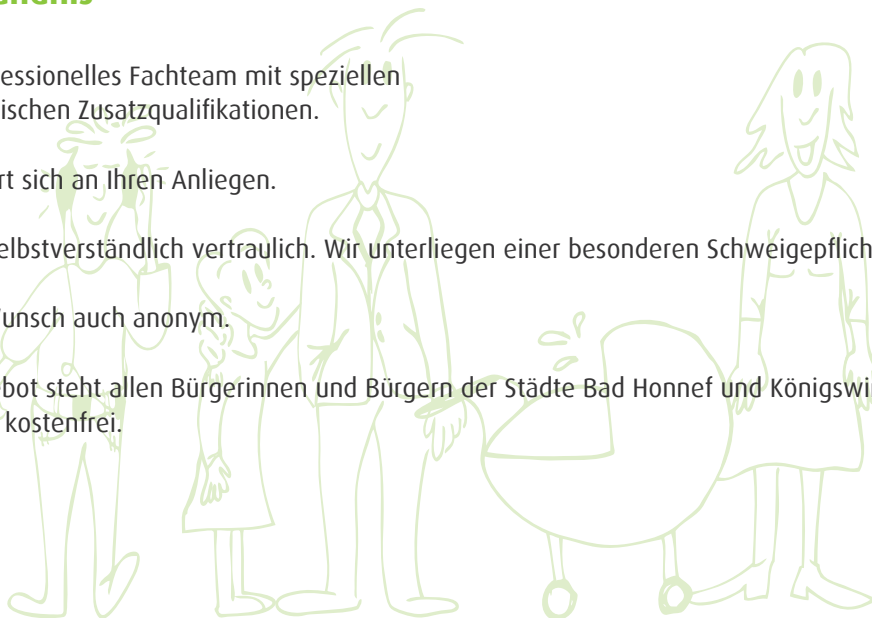 essionelles Fachteam mit speziellen
ischen Zusatzqualifikationen.
rt sich an Ihren Anliegen.
elbstverständlich vertraulich. Wir unterliegen einer besonderen Schweigepflich
unsch auch anonym.
bot steht allen Bürgerinnen und Bürgern der Städte Bad Honnef und Königswi
kostenfrei.